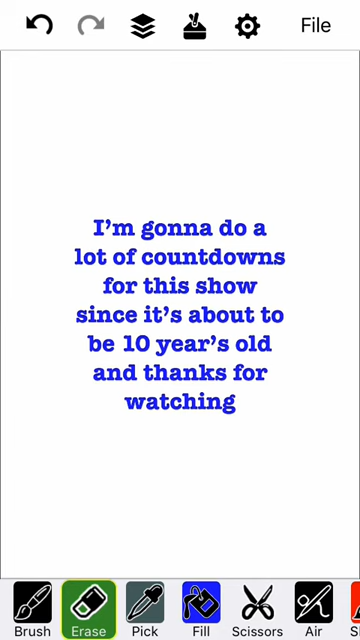 File
I'm gonna do a
lot of countdowns
for this show
since it's about to
be 10 year's old
and thanks for
watching
Brush
Erase
Pick
Fill
Scissors
Air